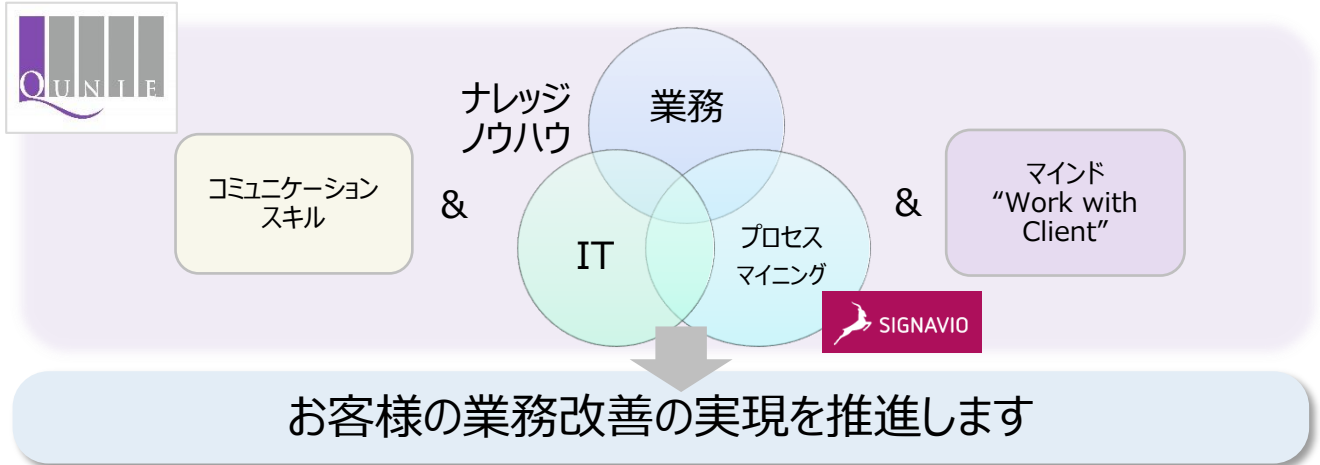 QUNIE
ナレッジ
ノウハウ
業務
コミュニケーション
スキル
&
IT
プロセス
マイニング
&
マインド
“Work with
Client”
SIGNAVIO
お客様の業務改善の実現を推進します